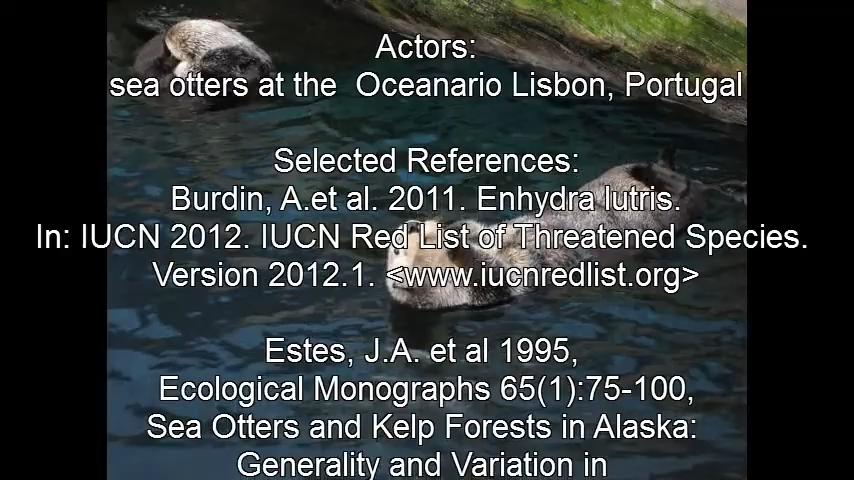 Actors:
sea otters at the Oceanario Lisbon, Portugal
Selected References:
Burdin, A.et al. 2011. Enhydra lutris.
In: IUCN 2012. IUCN Red List of Threatened Species.
Version 2012.1. <www.iucnredlist.org>
Estes, J.A. et al 1995,
Ecological Monographs 65(1):75-100,
Sea Otters and Kelp Forests in Alaska:
Generality and Variation in